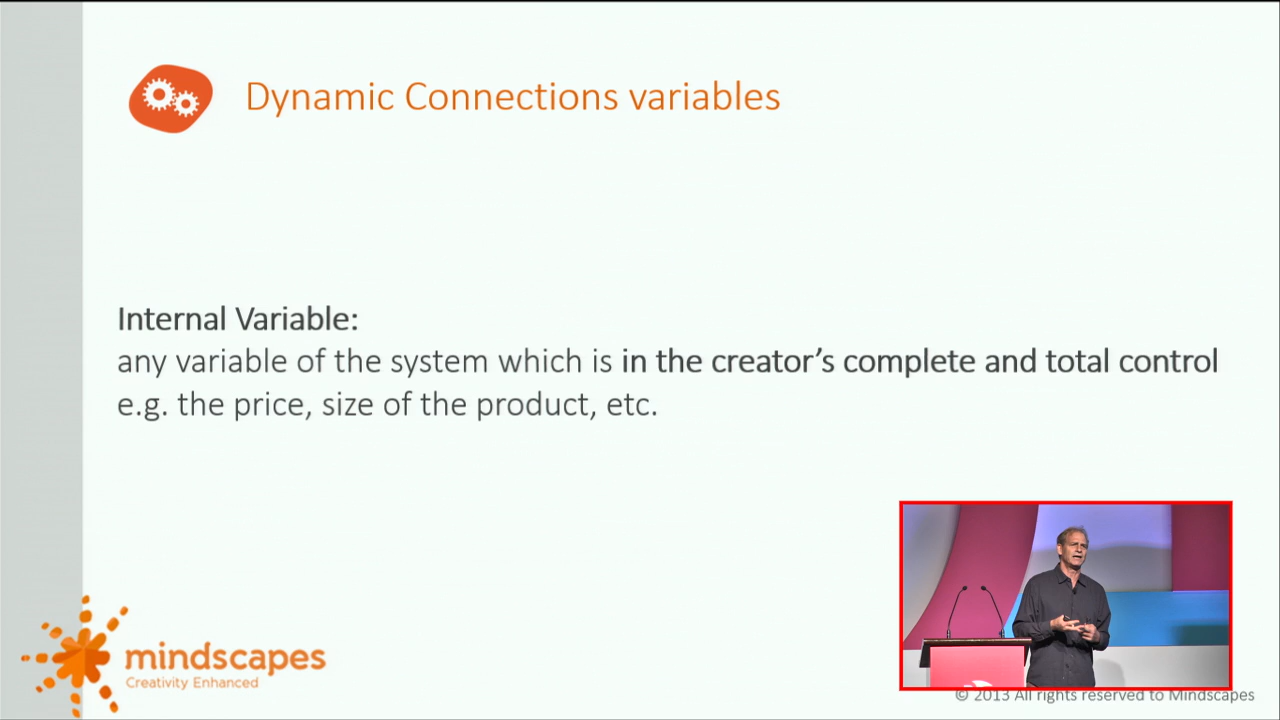 Dynamic Connections variables
Internal Variable:
any variable of the system which is in the creator’s complete and total control
e.g. the price, size of the product, etc.
mindscapes
Creativity Enhanced
© 2013 All rights reserved to Mindscapes